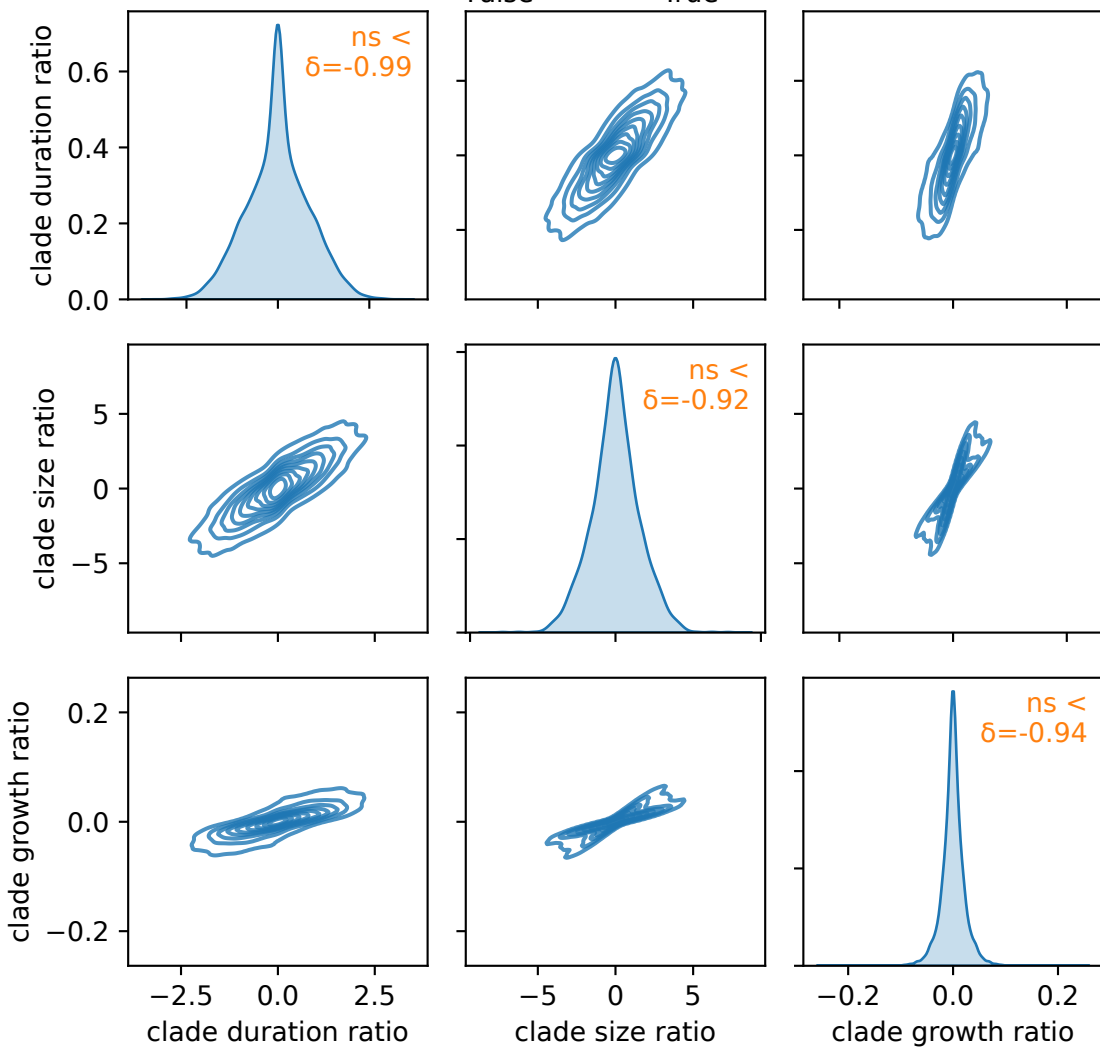 True
clade duration ratio
0.6
0.4
0.2
0.0
ns <
δ=-0.99
clade size ratio
5
0
−5
ns <
δ=-0.92
clade growth ratio
0.2
0.0
−0.2
ns <
δ=-0.94
−2.5 0.0 2.5
−5 0 5
−0.2 0.0 0.2
clade duration ratio
clade size ratio
clade growth ratio